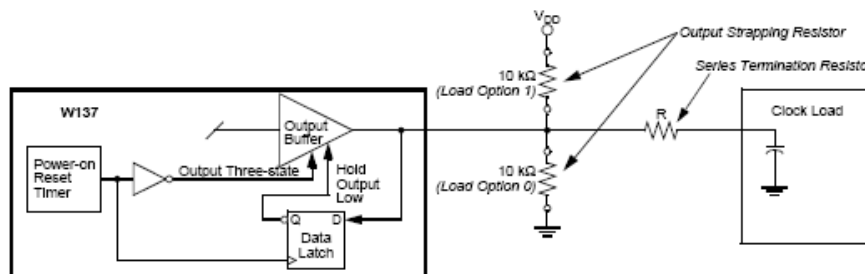 VDD
Output Strapping Resistor
Series Termination Resisto
10 kΩ
(Load Option 1)
W137
Output
Buffer
R
Clock Load
Power-on
Reset
Timer
Output Three-state
Hold
Output
Low
10 kΩ
(Load Option 0)
Q
D
Data
Latch